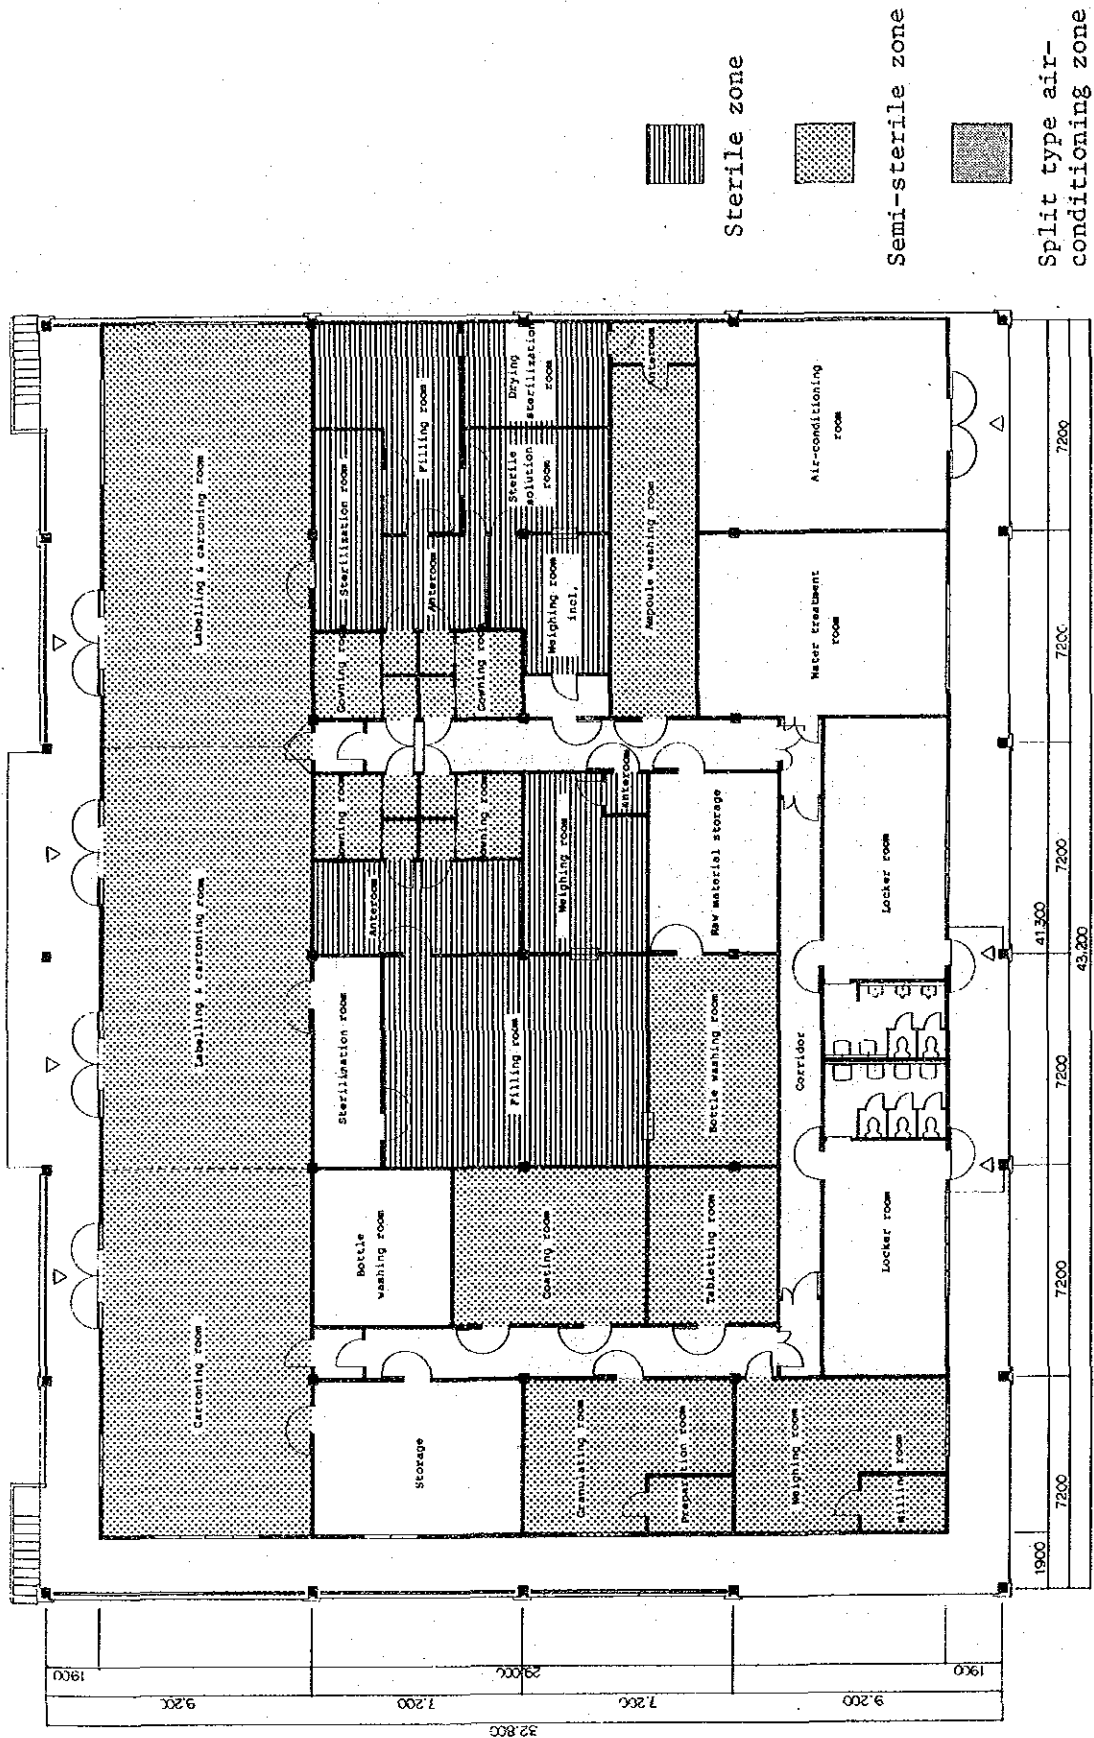 Labelling & cartoning room
Labelling & cartoning room
Cartoning room
Sterilization room
Filling room
Drying
sterilization
room
Sterile
solution
room
Anteroom
Weighing room
incl.
Gowning room
Gowning room
Anteroom
Ampoule washing room
Air-conditioning
room
Water treatment
room
Gowning room
Gowning room
Anteroom
Weighing room
Anteroom
Raw material storage
Locker room
Sterilization room
Filling room
Bottle washing room
Corridor
Bottle
washing room
Coating room
Tabletting room
Locker room
Storage
Granulating room
Preparation room
Weighing room
Milling room
Sterile zone
Semi-sterile zone
Split type air-
conditioning zone
1900
7200
7200
7200
7200
7200
7200
41,300
43,200
1900
9,200
7,200
7,200
9,200
1900
32,800